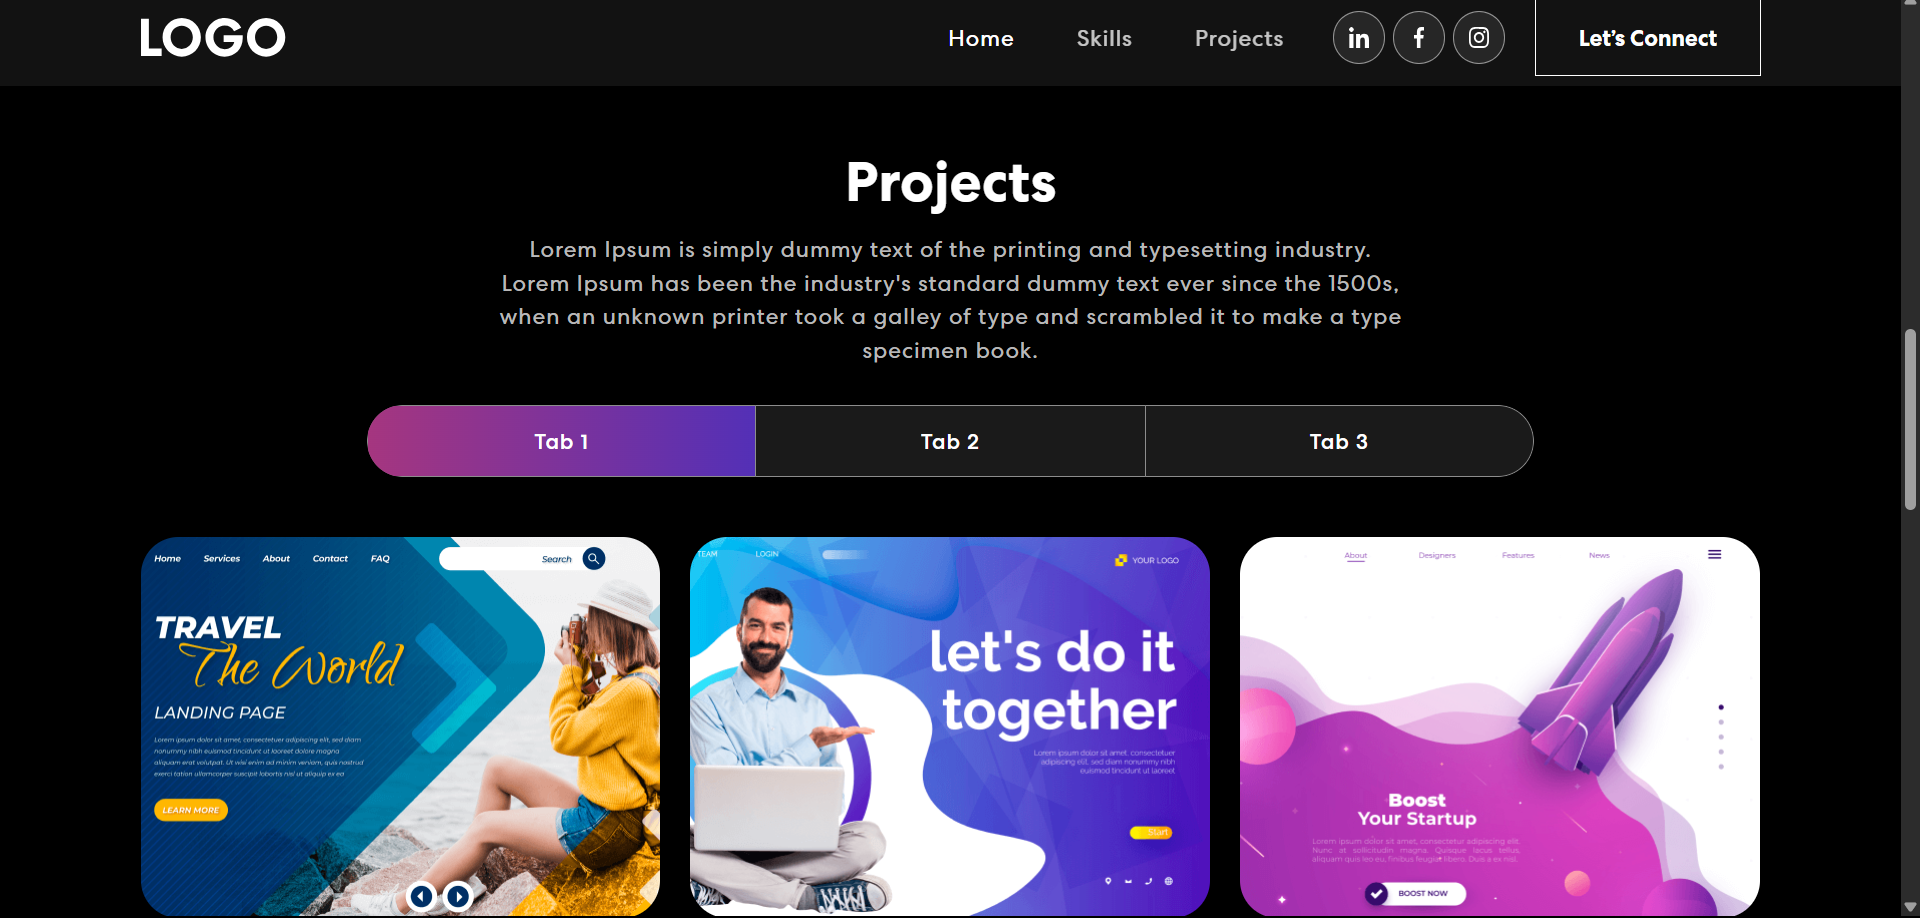 LOGO
Home
Skills
Projects
Let's Connect
Projects
Lorem Ipsum is simply dummy text of the printing and typesetting industry.
Lorem Ipsum has been the industry's standard dummy text ever since the 1500s,
when an unknown printer took a galley of type and scrambled it to make a type
specimen book.
Tab 1
Tab 2
Tab 3
Home Services About Contact FAQ Search
TRAVEL
The World
LANDING PAGE
Lorem ipsum dolor sit amet, consectetuer adipiscing elit, sed diam
nonummy nibh euismod tincidunt ut laoreet dolore magna
aliquam erat volutpat. Ut wisi enim ad minim veniam, quis nostrud
exerci tation ullamcorper suscipit lobortis nisl ut aliquip ex ea
LEARN MORE
TEAM LOGIN
YOUR LOGO
let's do it
together
Lorem ipsum dolor sit amet, consectetuer
adipiscing elit, sed diam nonummy nibh
euismod tincidunt ut laoreet
Start
About Designers Features News
Boost
Your Startup
Lorem ipsum dolor sit amet, consectetur adipiscing elit.
Nunc at sollicitudin magna. Quisque lacus tellus,
aliquam quis leo eu, finibus feugiat libero. Duis a ex nisl.
BOOST NOW